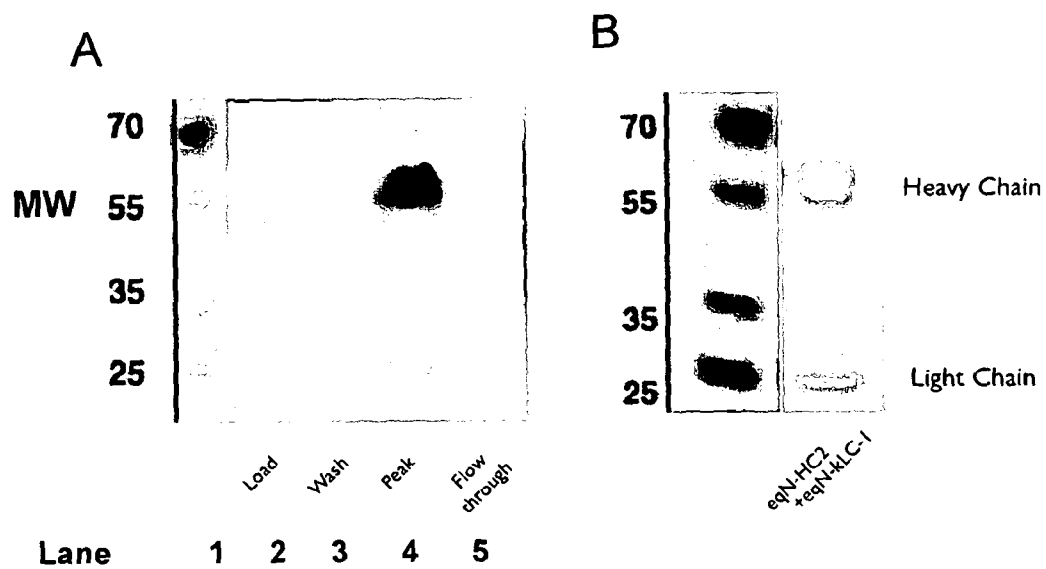 A
70
MW
55
35
25
Load
Wash
Peak
Flow
through
Lane 1 2 3 4 5
B
70
55
35
25
Heavy Chain
Light Chain
eqN-HC2
+eqN-kLC-1